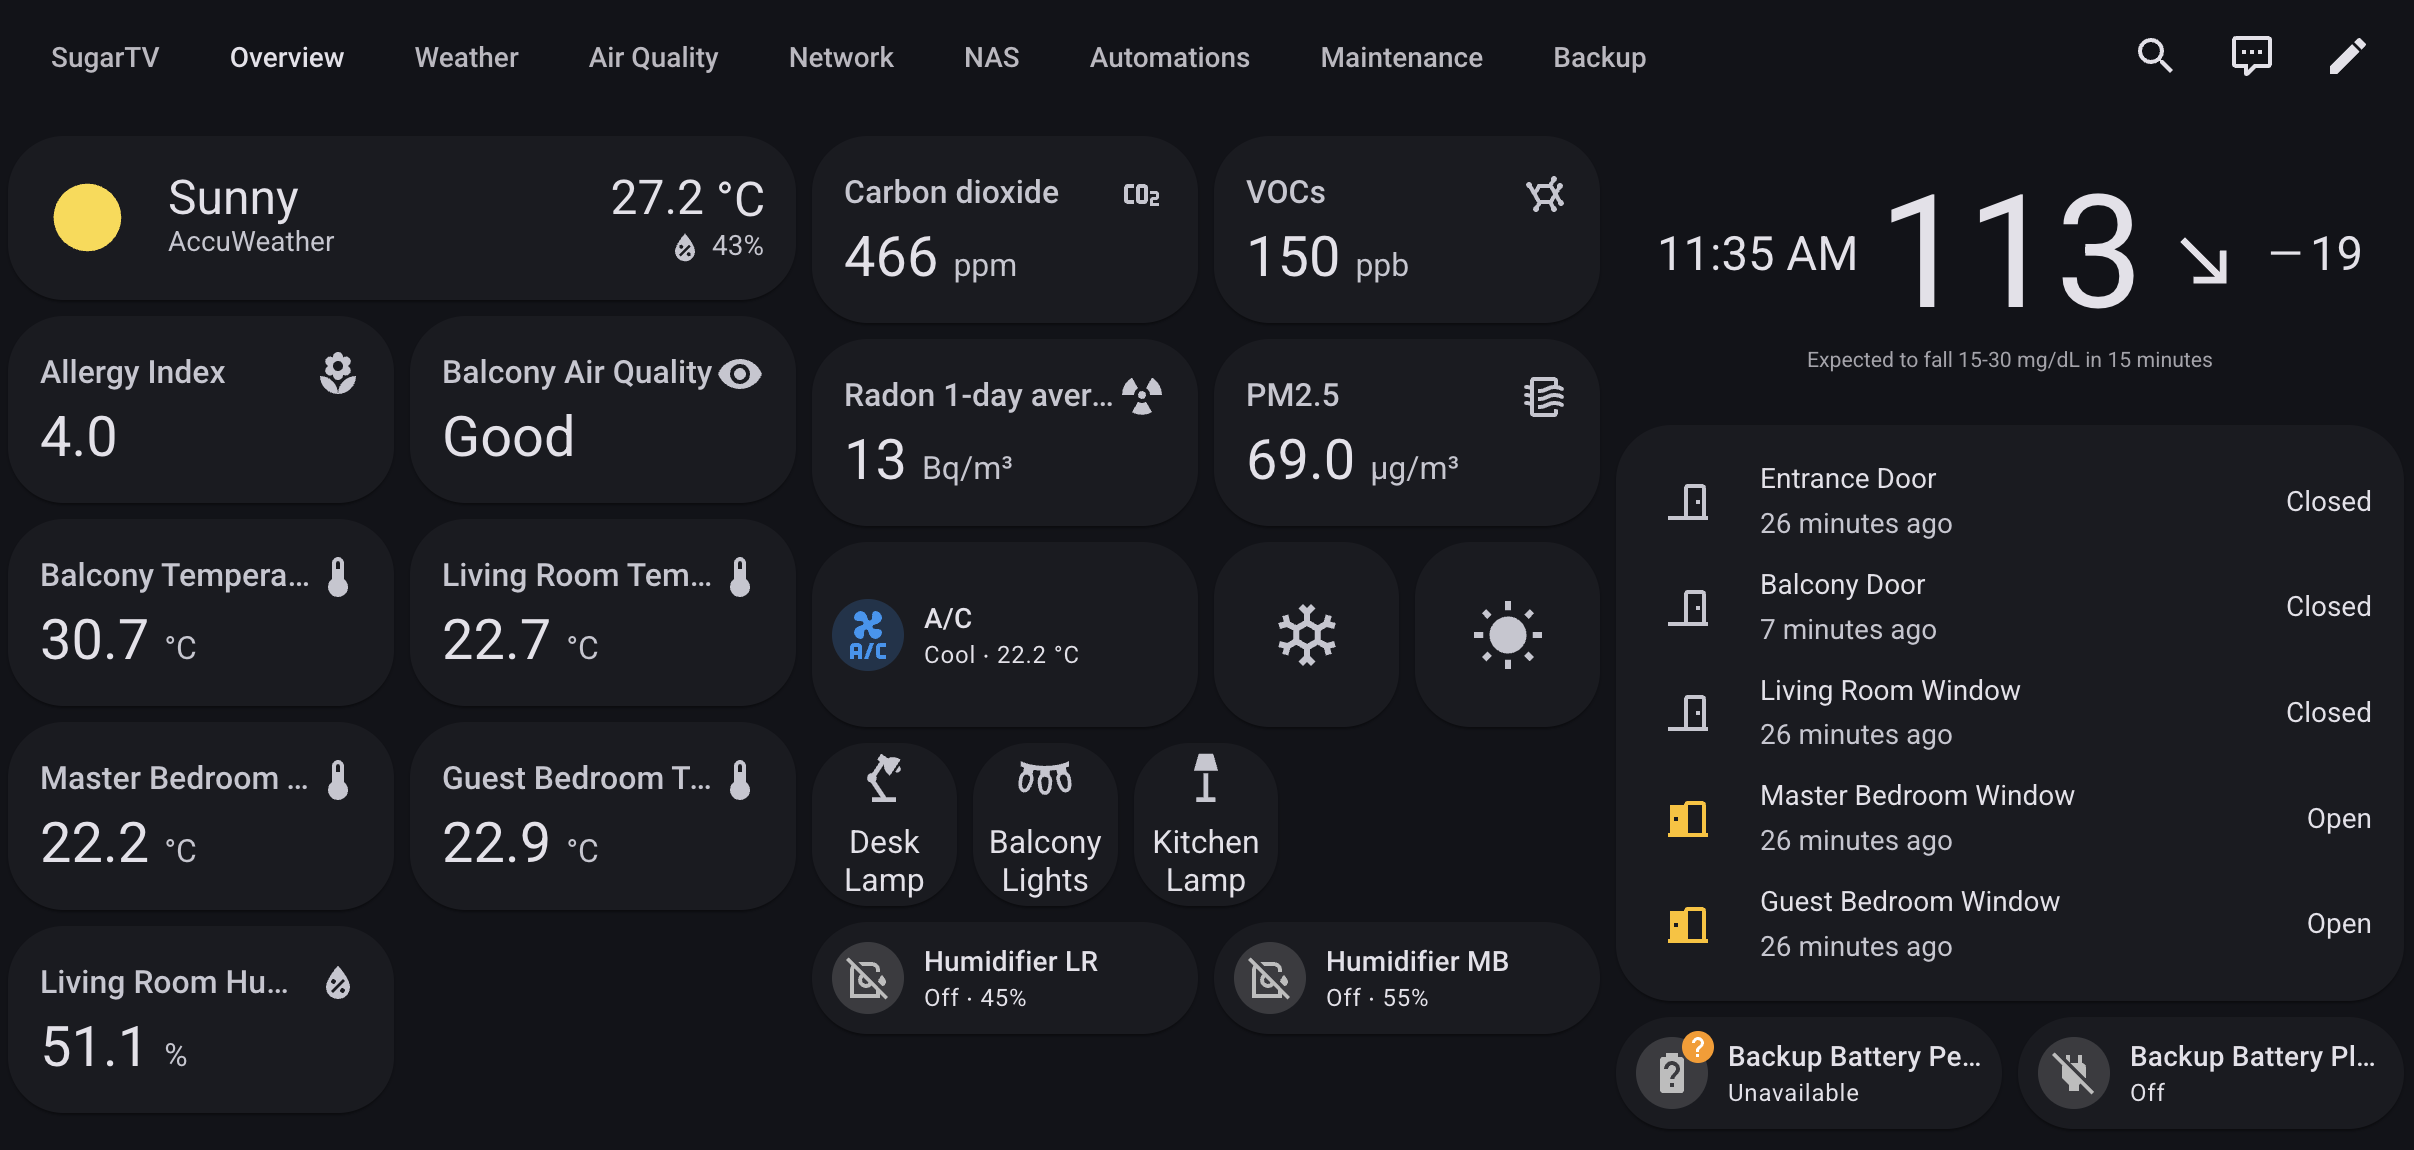 SugarTV
Overview
Weather
Air Quality
Network
NAS
Automations
Maintenance
Backup
Sunny
AccuWeather
27.2 °C
43%
Allergy Index
4.0
Balcony Air Quality
Good
Balcony Tempera...
30.7 °C
Living Room Tem...
22.7 °C
Master Bedroom ...
22.2 °C
Guest Bedroom T...
22.9 °C
Living Room Hu...
51.1 %
Carbon dioxide
CO2
466 ppm
VOCs
150 ppb
Radon 1-day aver...
13 Bq/m³
PM2.5
69.0 µg/m³
A/C
A/C
Cool · 22.2 °C
Desk
Lamp
Balcony
Lights
Kitchen
Lamp
Humidifier LR
Off · 45%
Humidifier MB
Off · 55%
11:35 AM
113
−19
Expected to fall 15-30 mg/dL in 15 minutes
Entrance Door
26 minutes ago
Closed
Balcony Door
7 minutes ago
Closed
Living Room Window
26 minutes ago
Closed
Master Bedroom Window
26 minutes ago
Open
Guest Bedroom Window
26 minutes ago
Open
?
?
Backup Battery Pe...
Unavailable
Backup Battery Pl...
Off